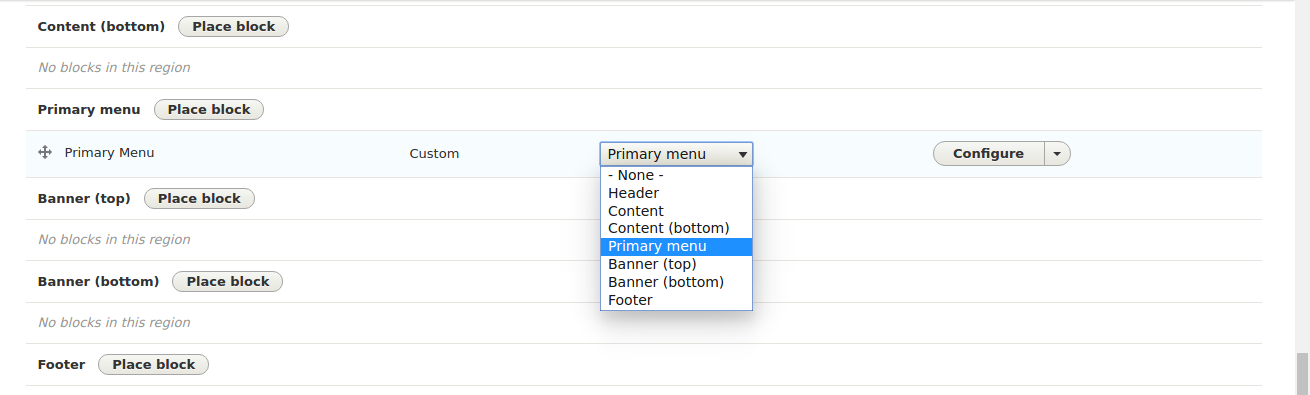 Content (bottom) Place block
No blocks in this region
Primary menu Place block
Primary Menu Custom Primary menu Configure
- None -
Header
Content
Content (bottom)
Primary menu
Banner (top)
Banner (bottom)
Footer
Banner (top) Place block
No blocks in this region
Banner (bottom) Place block
No blocks in this region
Footer Place block